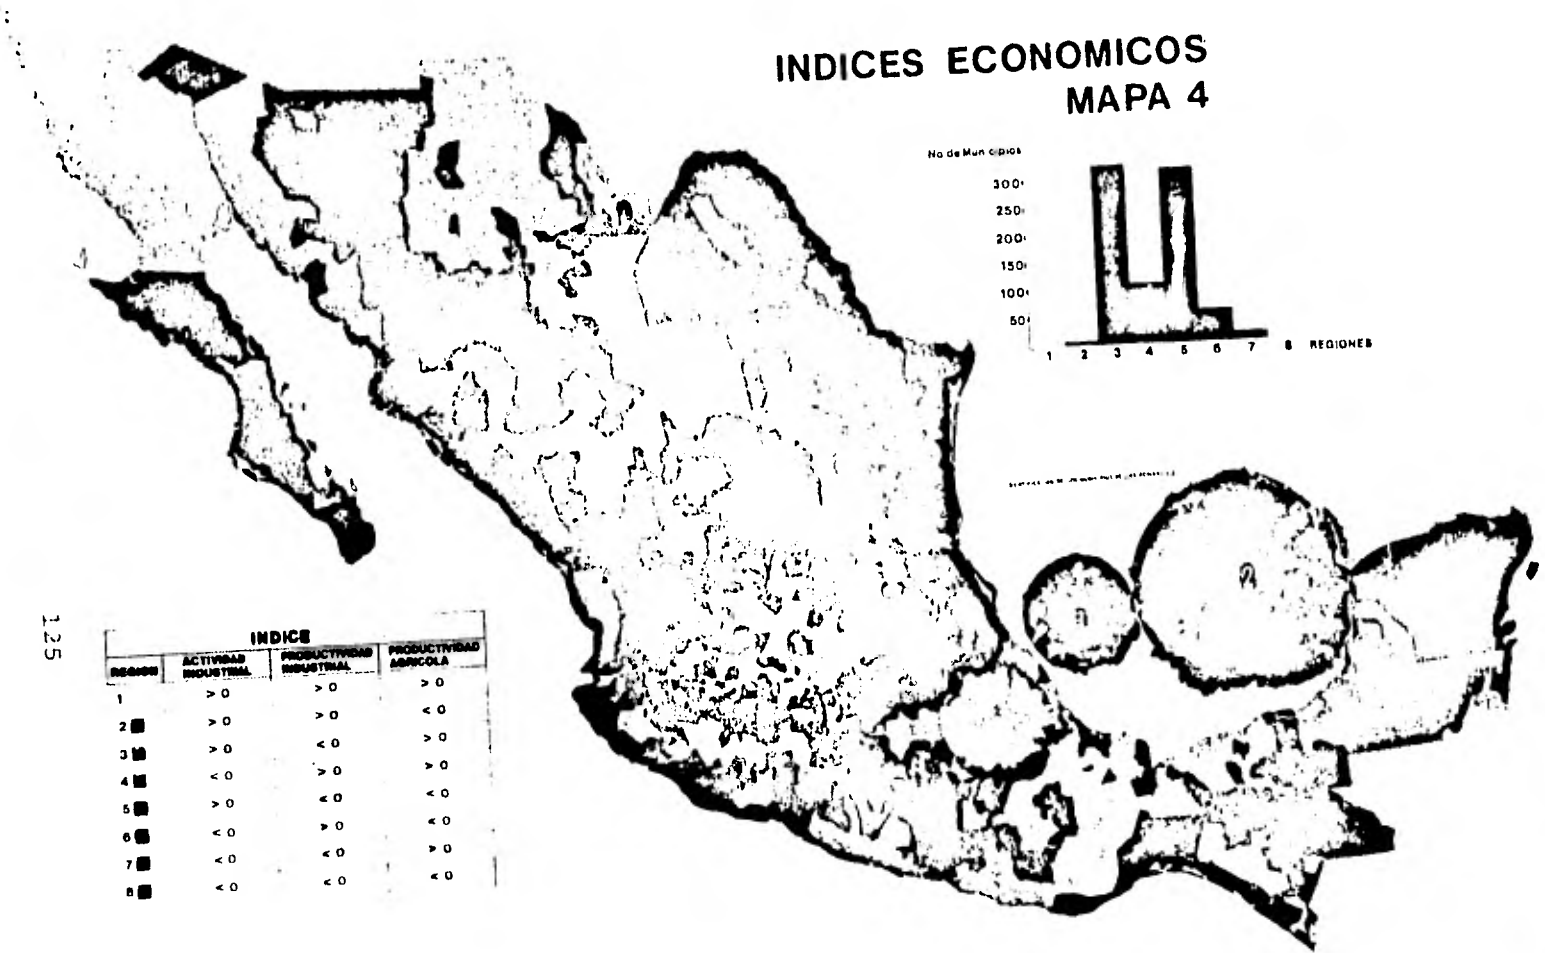 INDICES ECONOMICOS
MAPA 4
No de Municipios
300
250
200
150
100
50
1 2 3 4 5 6 7 8 REGIONES
125
INDICE
REGION ACTIVIDAD INDUSTRIAL PRODUCTIVIDAD INDUSTRIAL PRODUCTIVIDAD AGRICOLA
1 > 0 > 0 > 0
2 > 0 > 0 < 0
3 > 0 < 0 > 0
4 < 0 > 0 > 0
5 > 0 < 0 < 0
6 < 0 > 0 < 0
7 < 0 < 0 > 0
8 < 0 < 0 < 0